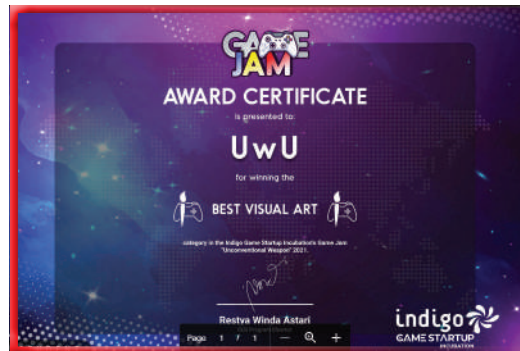 GAME
JAM
AWARD CERTIFICATE
is presented to:
UwU
for winning the
BEST VISUAL ART
category in the Indigo Game Startup Incubation's Game Jam
"Unconventional Weapon" 2021.
Restya Winda Astari
Page 1 / 1
indigo
GAME STARTUP
INCUBATION